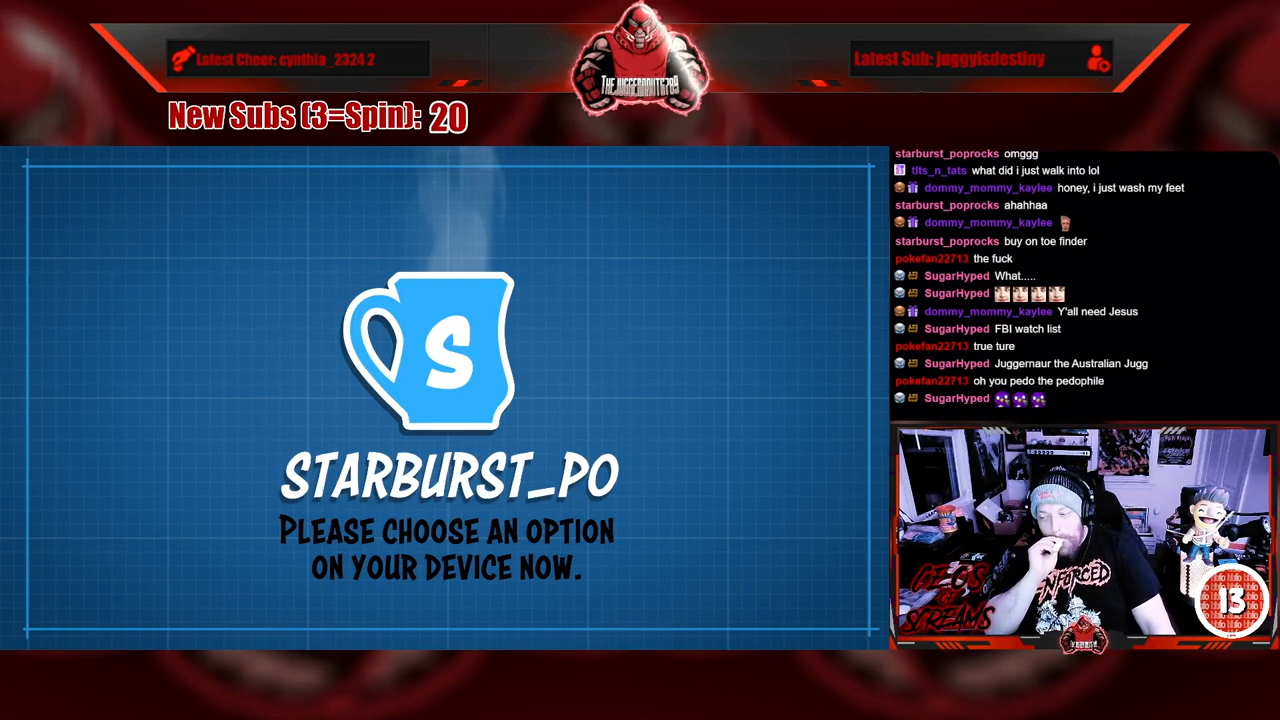 Latest Cheer: cynthia_2324 2
THEJUGGERNAUT6789
Latest Sub: juggyisdestiny
New Subs (3=Spin): 20
S
STARBURST_PO
PLEASE CHOOSE AN OPTION
ON YOUR DEVICE NOW.
starburst_poprocks omggg
tits_n_tats what did i just walk into lol
dommy_mommy_kaylee honey, i just wash my feet
starburst_poprocks ahahhaa
dommy_mommy_kaylee
starburst_poprocks buy on toe finder
pokefan22713 the fuck
SugarHyped What.....
SugarHyped
dommy_mommy_kaylee Y'all need Jesus
SugarHyped FBI watch list
pokefan22713 true ture
SugarHyped Juggernaur the Australian Jugg
pokefan22713 oh you pedo the pedophile
SugarHyped
ENFORCED
SCREAMS
13